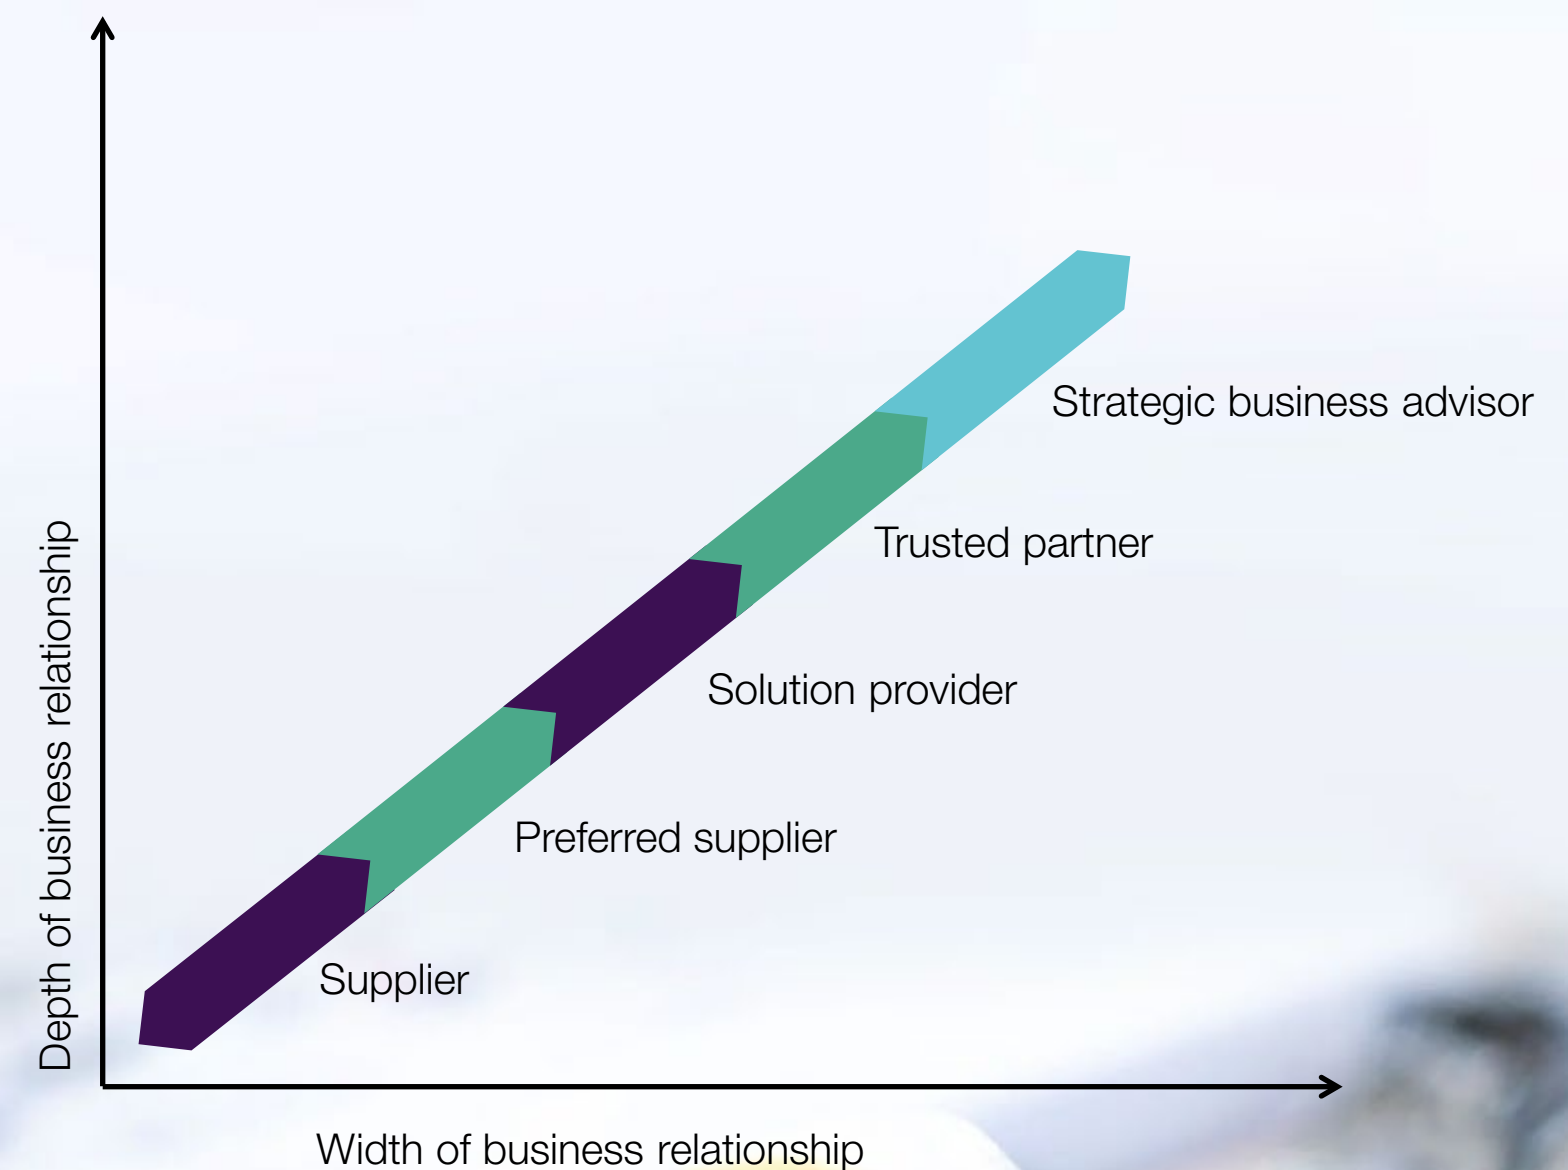 Strategic business advisor
Trusted partner
Solution provider
Preferred supplier
Supplier
Depth of business relationship
Width of business relationship